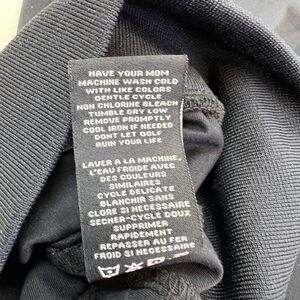 HAVE YOUR MOM
MACHINE WASH COLD
WITH LIKE COLORS
GENTLE CYCLE
NON CHLORINE BLEACH
TUMBLE DRY LOW
REMOVE PROMPTLY
COOL IRON IF NEEDED
DONT LET GOLF
RUIN YOUR LIFE
LAVER A LA MACHINE,
L'EAU FROIDE AVEC
DES COULEURS
SIMILAIRES
CYCLE DELICATE
BLANCHIR SANS
CLORE SI NECESSAIRE
SECHER-CYCLE DOUX
SUPPRIMER
RAPIDEMENT
REPASSER AU FER
FROID SI NECESSAIRE